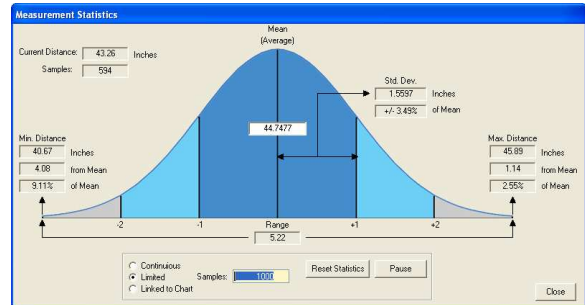 Measurement Statistics
Mean
(Average)
Current Distance: 43.26 Inches
Samples: 594
Std. Dev.
1.5597 Inches
+/- 3.49% of Mean
44.7477
Min. Distance
40.67 Inches
4.08 from Mean
9.11% of Mean
Max. Distance
45.89 Inches
1.14 from Mean
2.55% of Mean
-2 -1 Range +1 +2
5.22
Continuous
Limited
Linked to Chart
Samples: 1000
Reset Statistics
Pause
Close